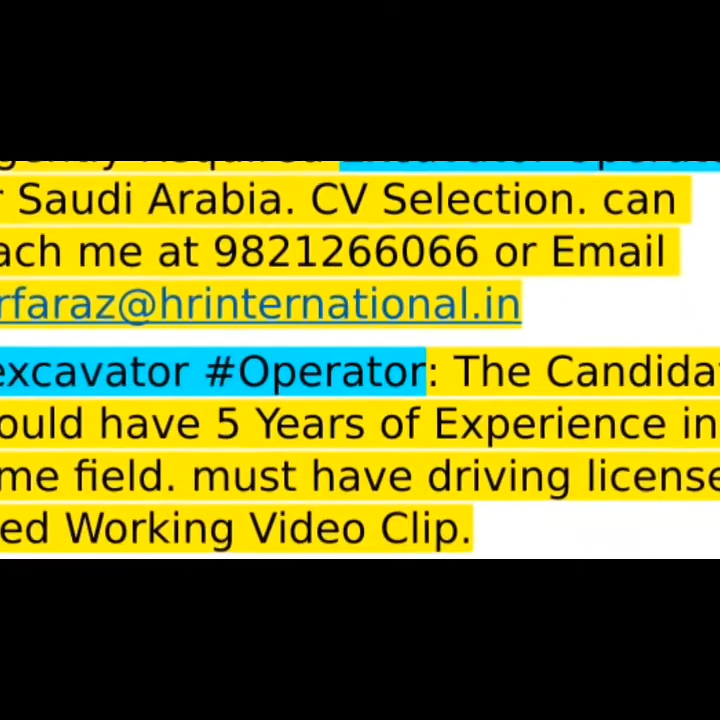 Saudi Arabia. CV Selection. can
me at 9821266066 or Email
rfaraz@hrinternational.in
excavator #Operator: The Candida
ould have 5 Years of Experience in
me field. must have driving license
ed Working Video Clip.